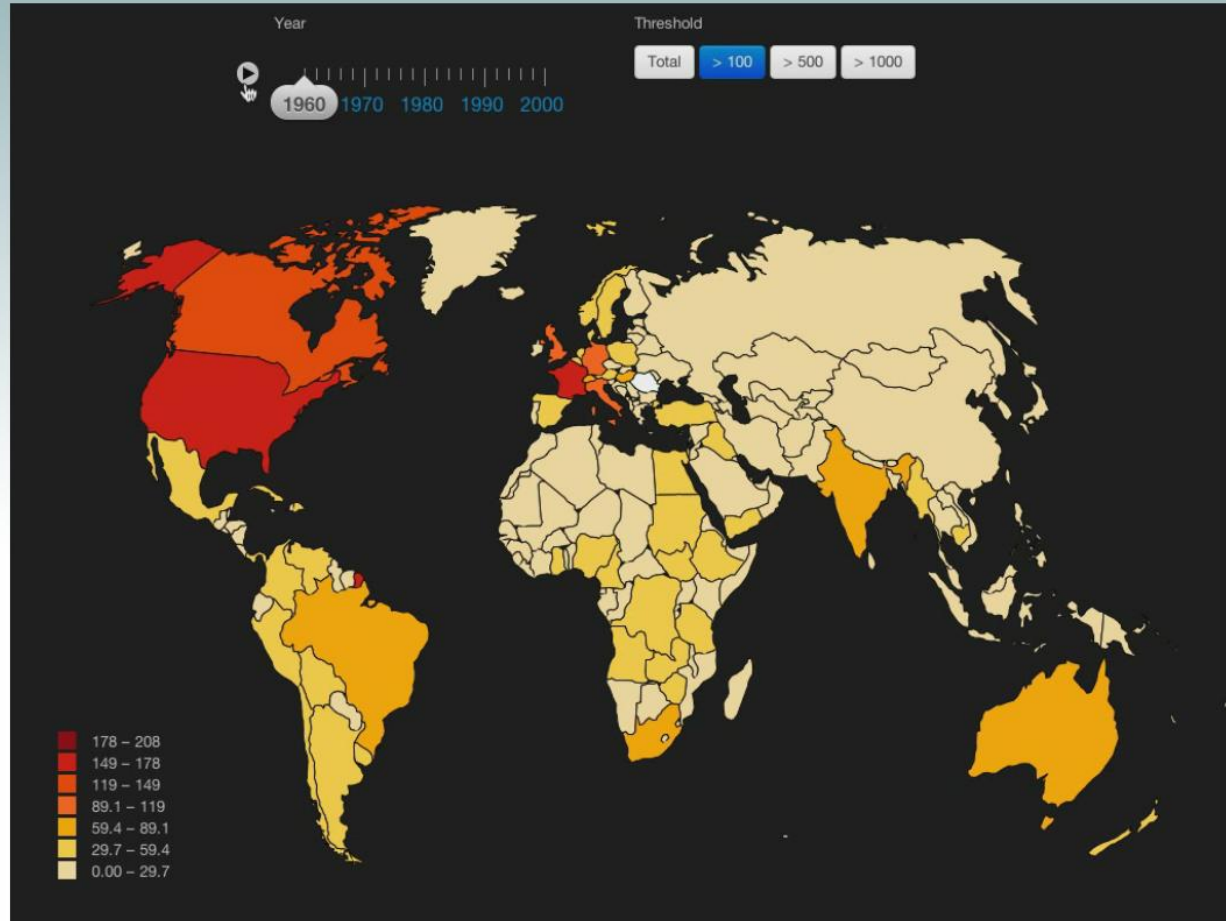 Year
Threshold
Total
> 100
> 500
> 1000
1960 1970 1980 1990 2000
178 – 208
149 – 178
119 – 149
89.1 – 119
59.4 – 89.1
29.7 – 59.4
0.00 – 29.7